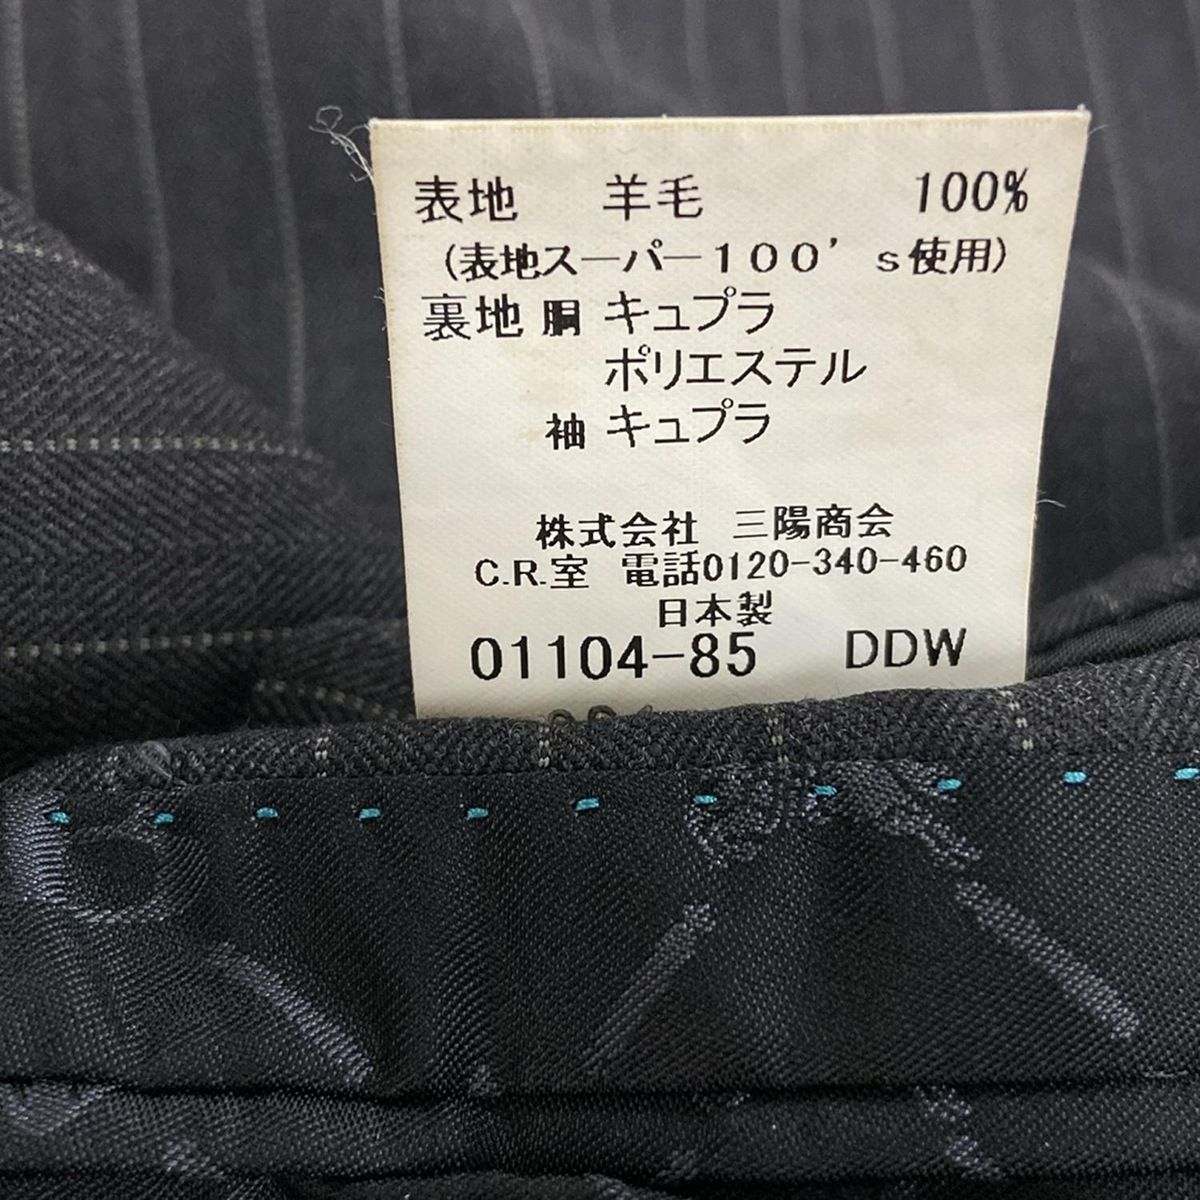 表地 羊毛 100%
(表地スーパー100's使用)
裏地 胴 キュプラ
ポリエステル
袖 キュプラ
株式会社 三陽商会
C.R.室 電話0120-340-460
日本製
01104-85 DDW